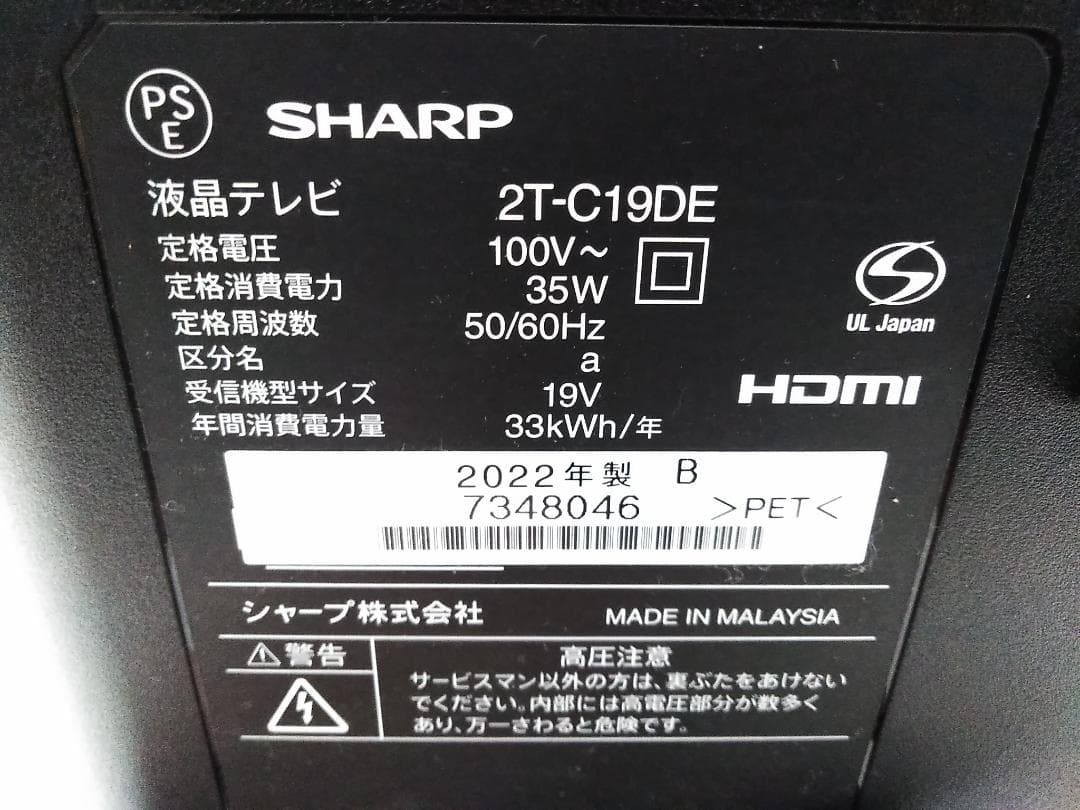 PSE
SHARP
液晶テレビ 2T-C19DE
定格電圧 100V～
定格消費電力 35W
定格周波数 50/60Hz
区分名 a
受信機型サイズ 19V
年間消費電力量 33kWh/年
UL Japan
HDMI
2022年製 B
7348046 >PET<
シャープ株式会社 MADE IN MALAYSIA
⚠警告 高圧注意
サービスマン以外の方は、裏ぶたをあけない
でください。内部には高電圧部分が数多く
あり、万一さわると危険です。